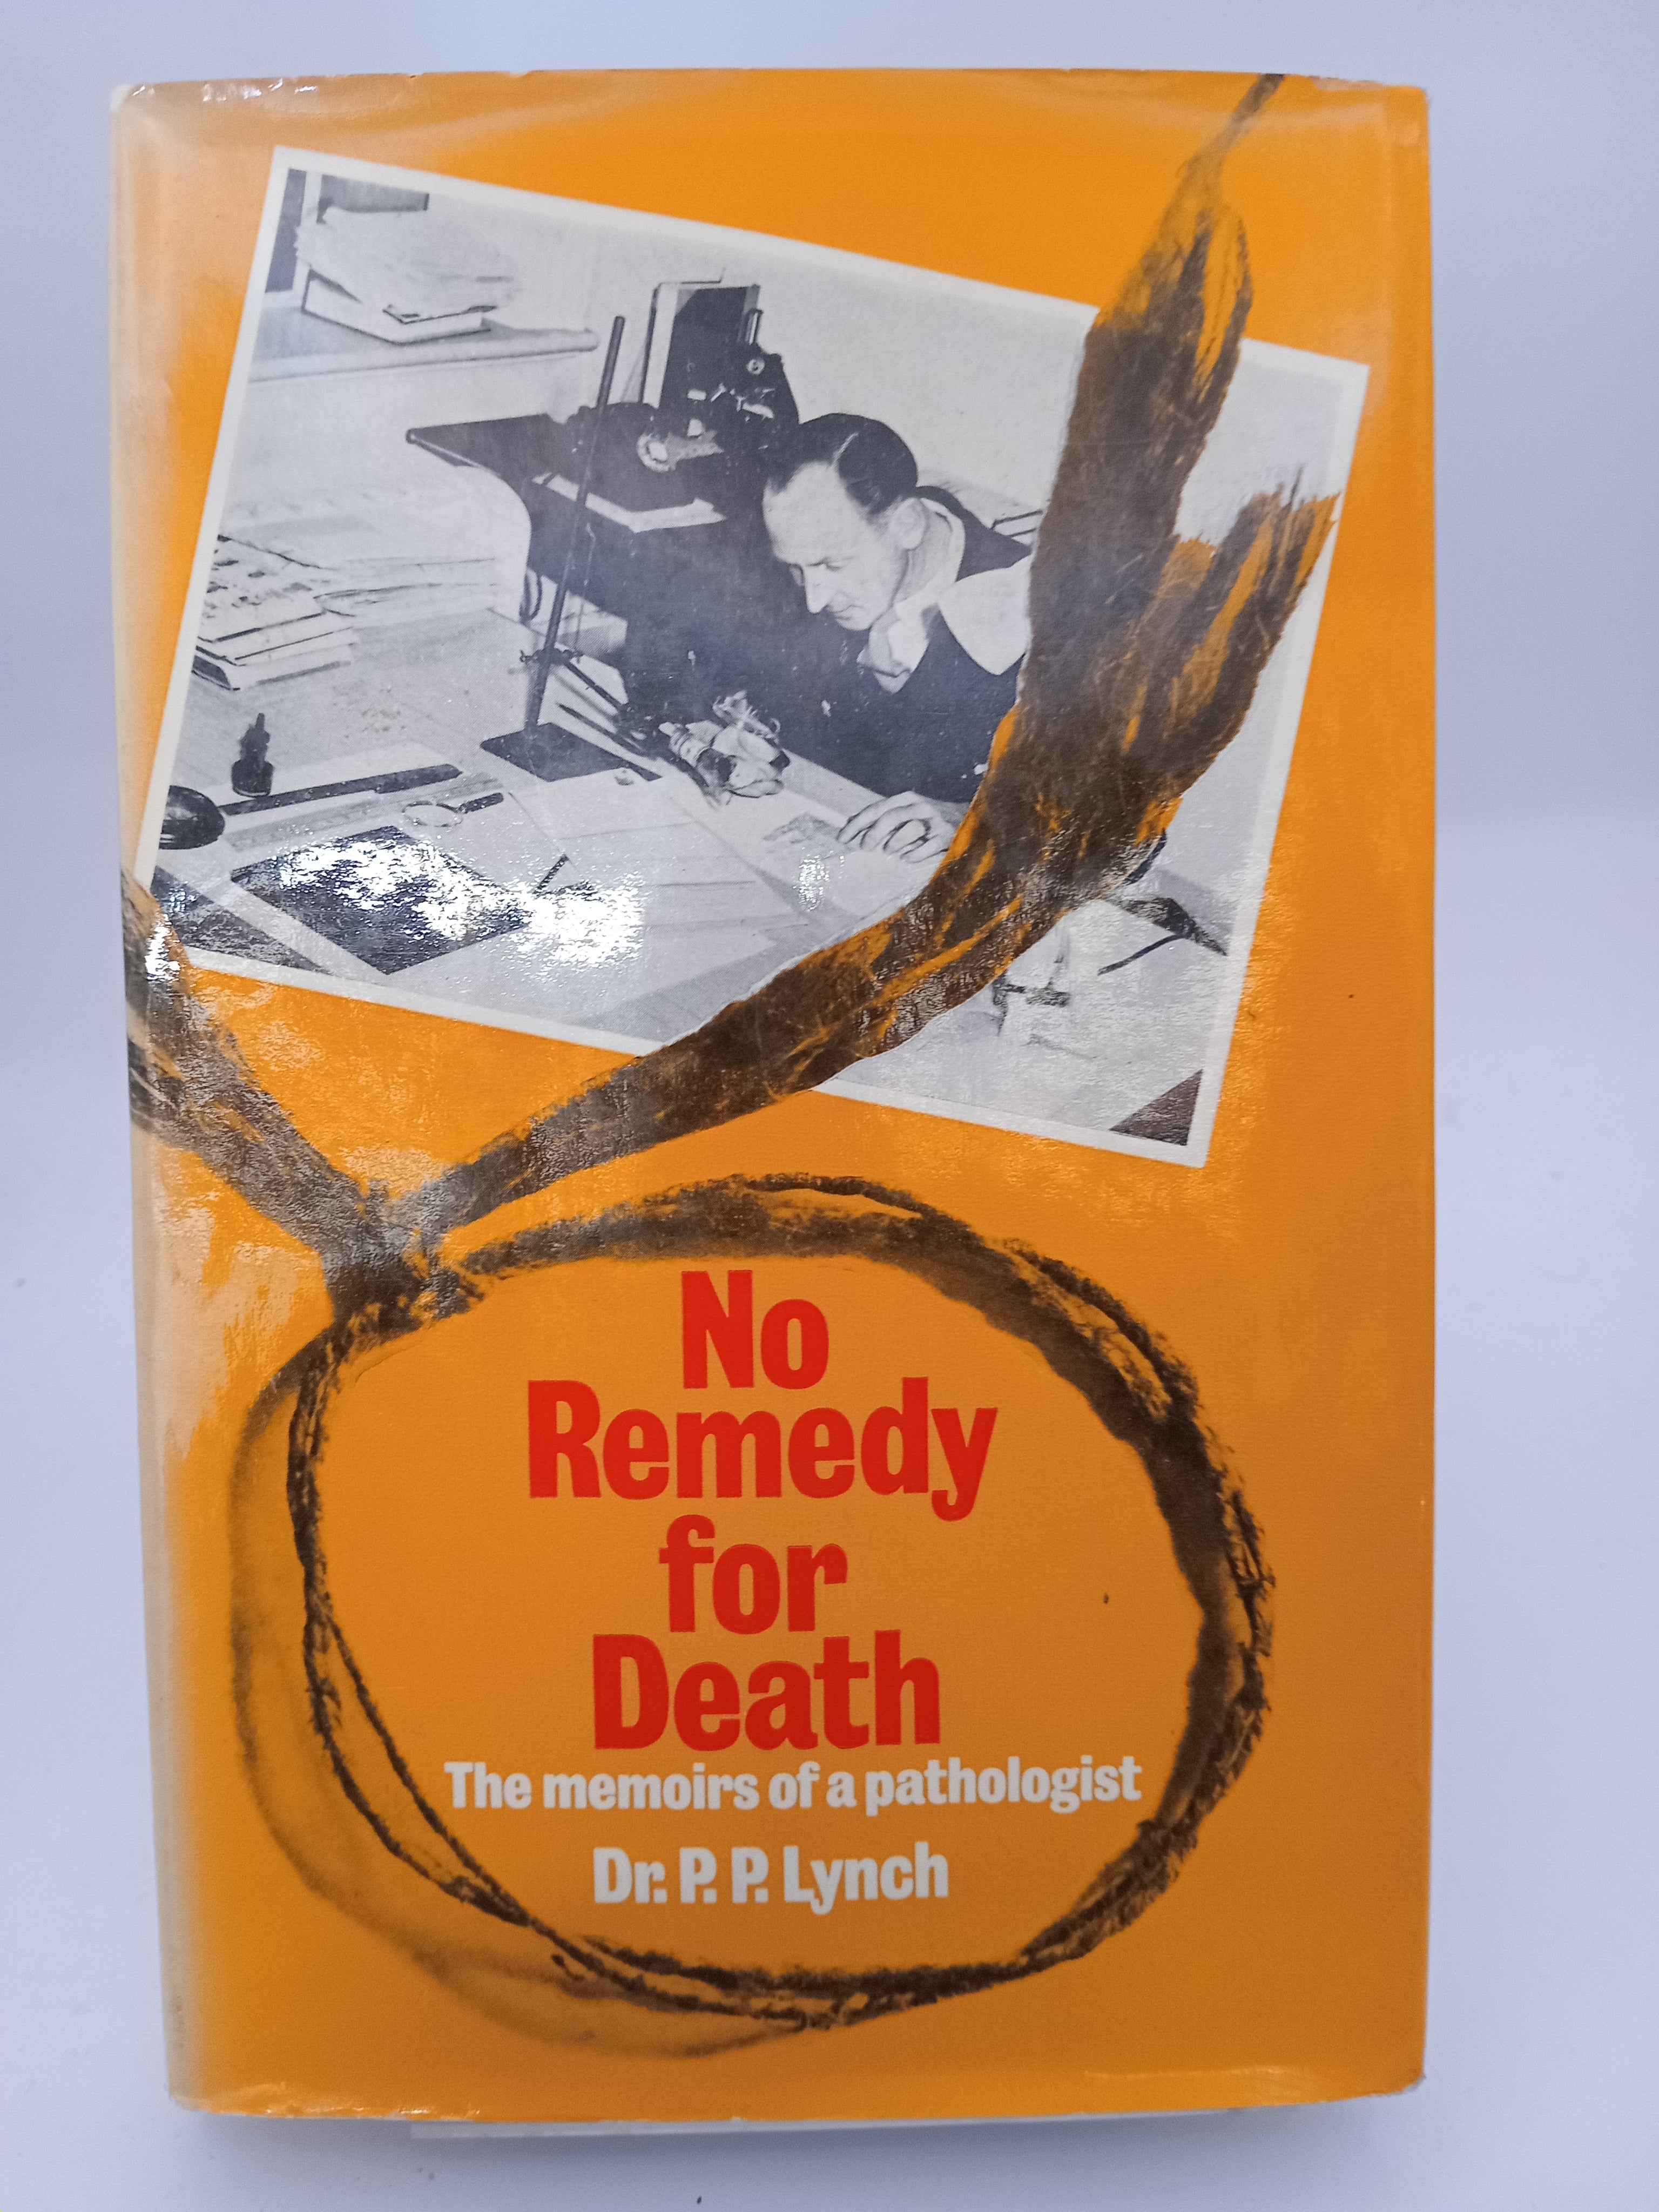 No
Remedy
for
Death
The memoirs of a pathologist
Dr. P. P. Lynch